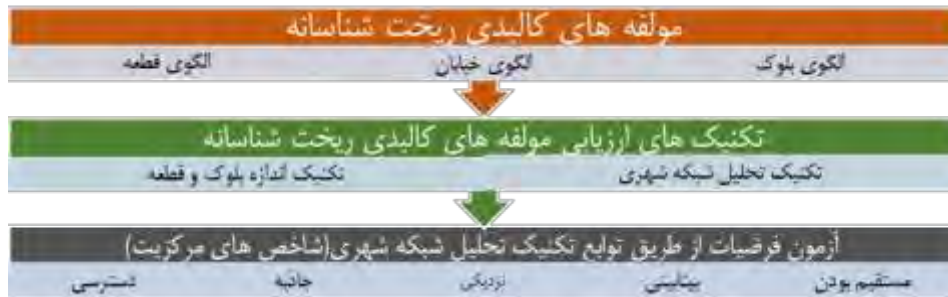 مولفه های کالبدی ریخت شناسانه
الگوی بلوک الگوی خیابان الگوی قطعه
تکنیک های ارزیابی مولفه های کالبدی ریخت شناسانه
تکنیک تحلیل شبکه شهری تکنیک اندازه بلوک و قطعه
آزمون فرضیات از طریق توابع تکنیک تحلیل شبکه شهری(شاخص های مرکزیت)
مستقیم بودن بینابینی نزدیکی جاذبه دسترسی